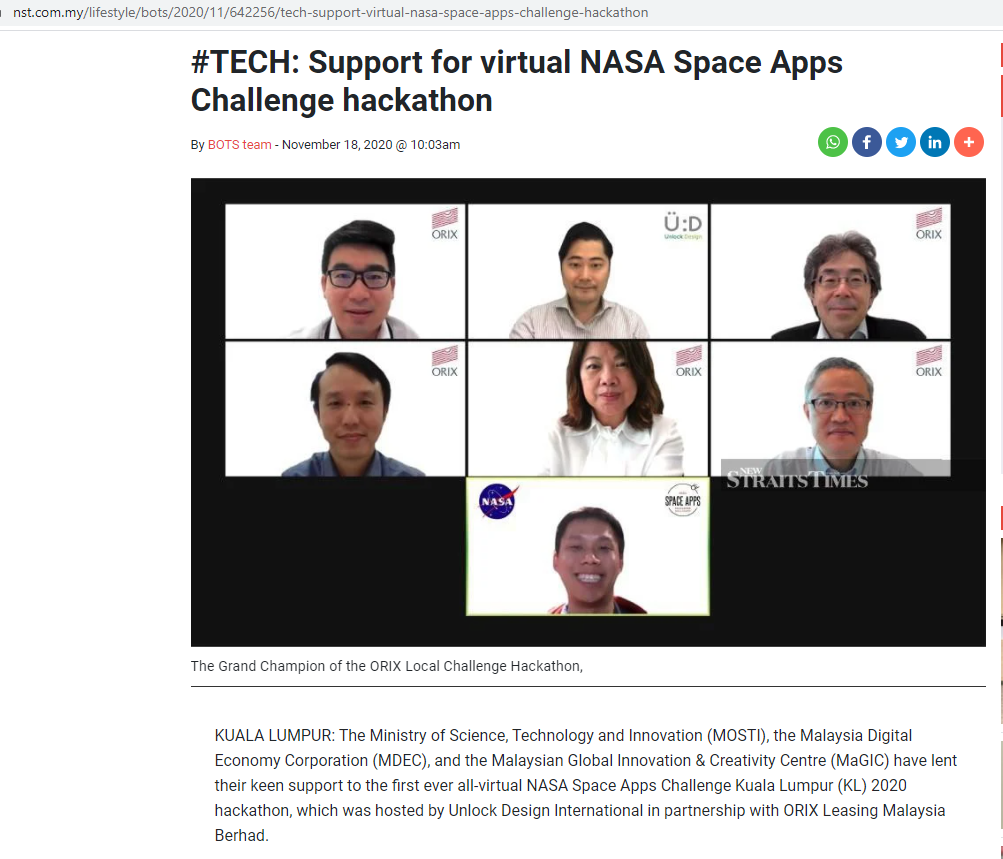 nst.com.my/lifestyle/bots/2020/11/642256/tech-support-virtual-nasa-space-apps-challenge-hackathon
#TECH: Support for virtual NASA Space Apps
Challenge hackathon
By BOTS team - November 18, 2020 @ 10:03am
ORIX
Ü:D
Unlock Design
ORIX
ORIX
ORIX
ORIX
NEW
STRAITS TIMES
NASA
SPACE APPS
The Grand Champion of the ORIX Local Challenge Hackathon,
KUALA LUMPUR: The Ministry of Science, Technology and Innovation (MOSTI), the Malaysia Digital
Economy Corporation (MDEC), and the Malaysian Global Innovation & Creativity Centre (MaGIC) have lent
their keen support to the first ever all-virtual NASA Space Apps Challenge Kuala Lumpur (KL) 2020
hackathon, which was hosted by Unlock Design International in partnership with ORIX Leasing Malaysia
Berhad.